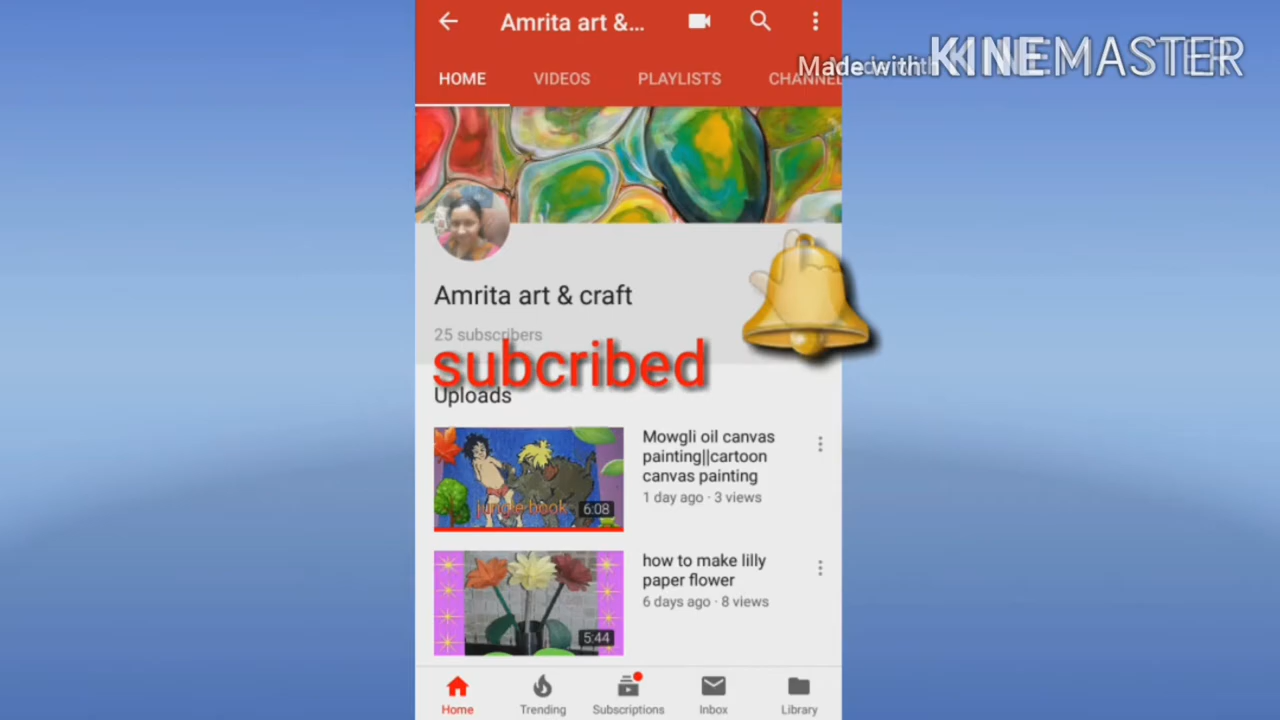 Amrita art &...
Made with KINEMASTER
HOME VIDEOS PLAYLISTS CHANNEL
Amrita art & craft
25 subscribers
subcribed
Uploads
Mowgli oil canvas
painting||cartoon
canvas painting
1 day ago · 3 views
jungle book
6:08
how to make lilly
paper flower
6 days ago · 8 views
5:44
Home Trending Subscriptions Inbox Library